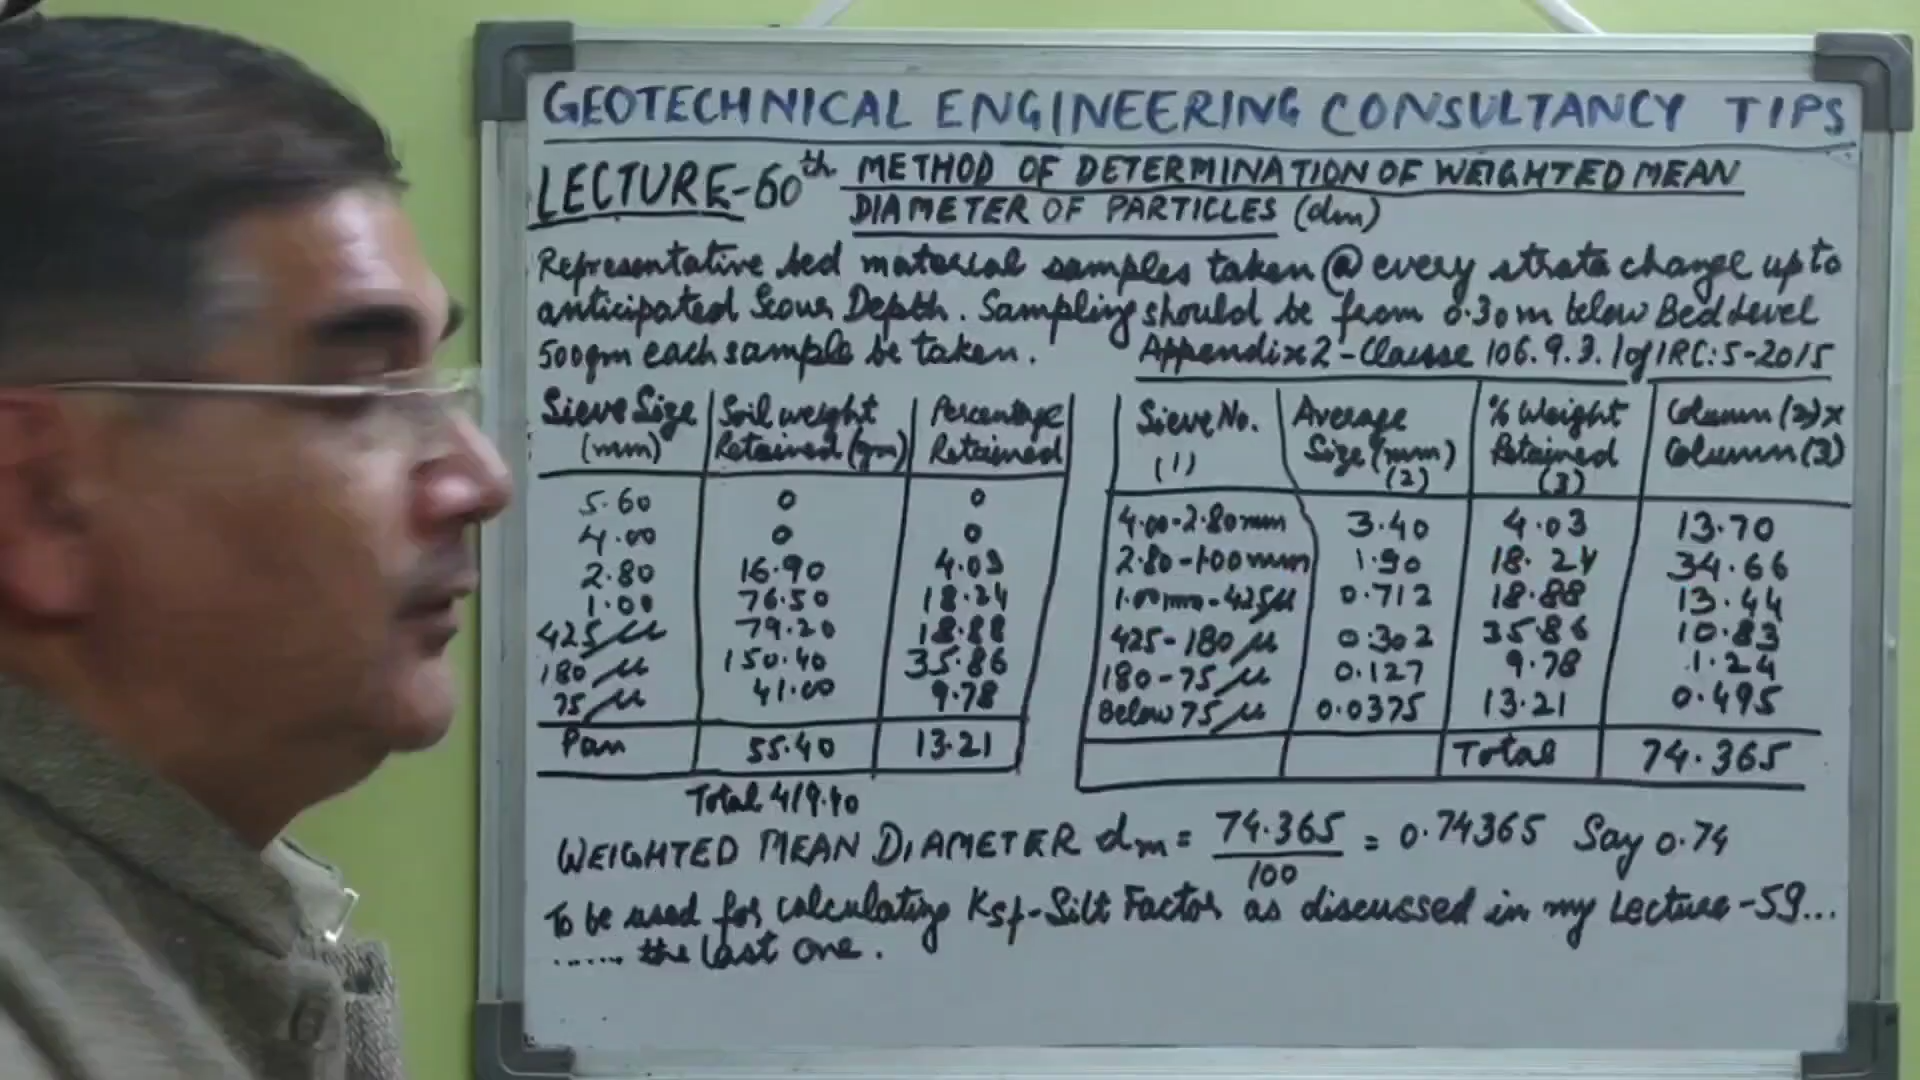 GEOTECHNICAL ENGINEERING CONSULTANCY TIPS
LECTURE-60th METHOD OF DETERMINATION OF WEIGHTED MEAN
DIAMETER OF PARTICLES (dm)
Representative bed material samples taken @ every strata change up to
anticipated Scour Depth. Sampling should be from 0.30m below Bed Level
500gm each sample be taken. Appendix 2 - Clause 106.9.3.1 of IRC:5-2015
Sieve Size (mm) | Soil weight Retained (gm) | Percentage Retained
5.60 | 0 | 0
4.00 | 0 | 0
2.80 | 16.90 | 4.03
1.00 | 76.50 | 18.24
425 μ | 79.20 | 18.88
180 μ | 150.40 | 35.86
75 μ | 41.00 | 9.78
Pan | 55.40 | 13.21
Total 419.40
Sieve No. (1) | Average Size (mm) (2) | % Weight Retained (3) | Column (2) x Column (3)
4.00-2.80mm | 3.40 | 4.03 | 13.70
2.80-1.00mm | 1.90 | 18.24 | 34.66
1.00mm-425μ | 0.712 | 18.88 | 13.44
425-180 μ | 0.302 | 35.86 | 10.83
180-75 μ | 0.127 | 9.78 | 1.24
Below 75 μ | 0.0375 | 13.21 | 0.495
Total | 74.365
WEIGHTED MEAN DIAMETER dm = 74.365 / 100 = 0.74365 Say 0.74
To be used for calculating Ksf-Silt Factor as discussed in my Lecture-59...
...... the last one.